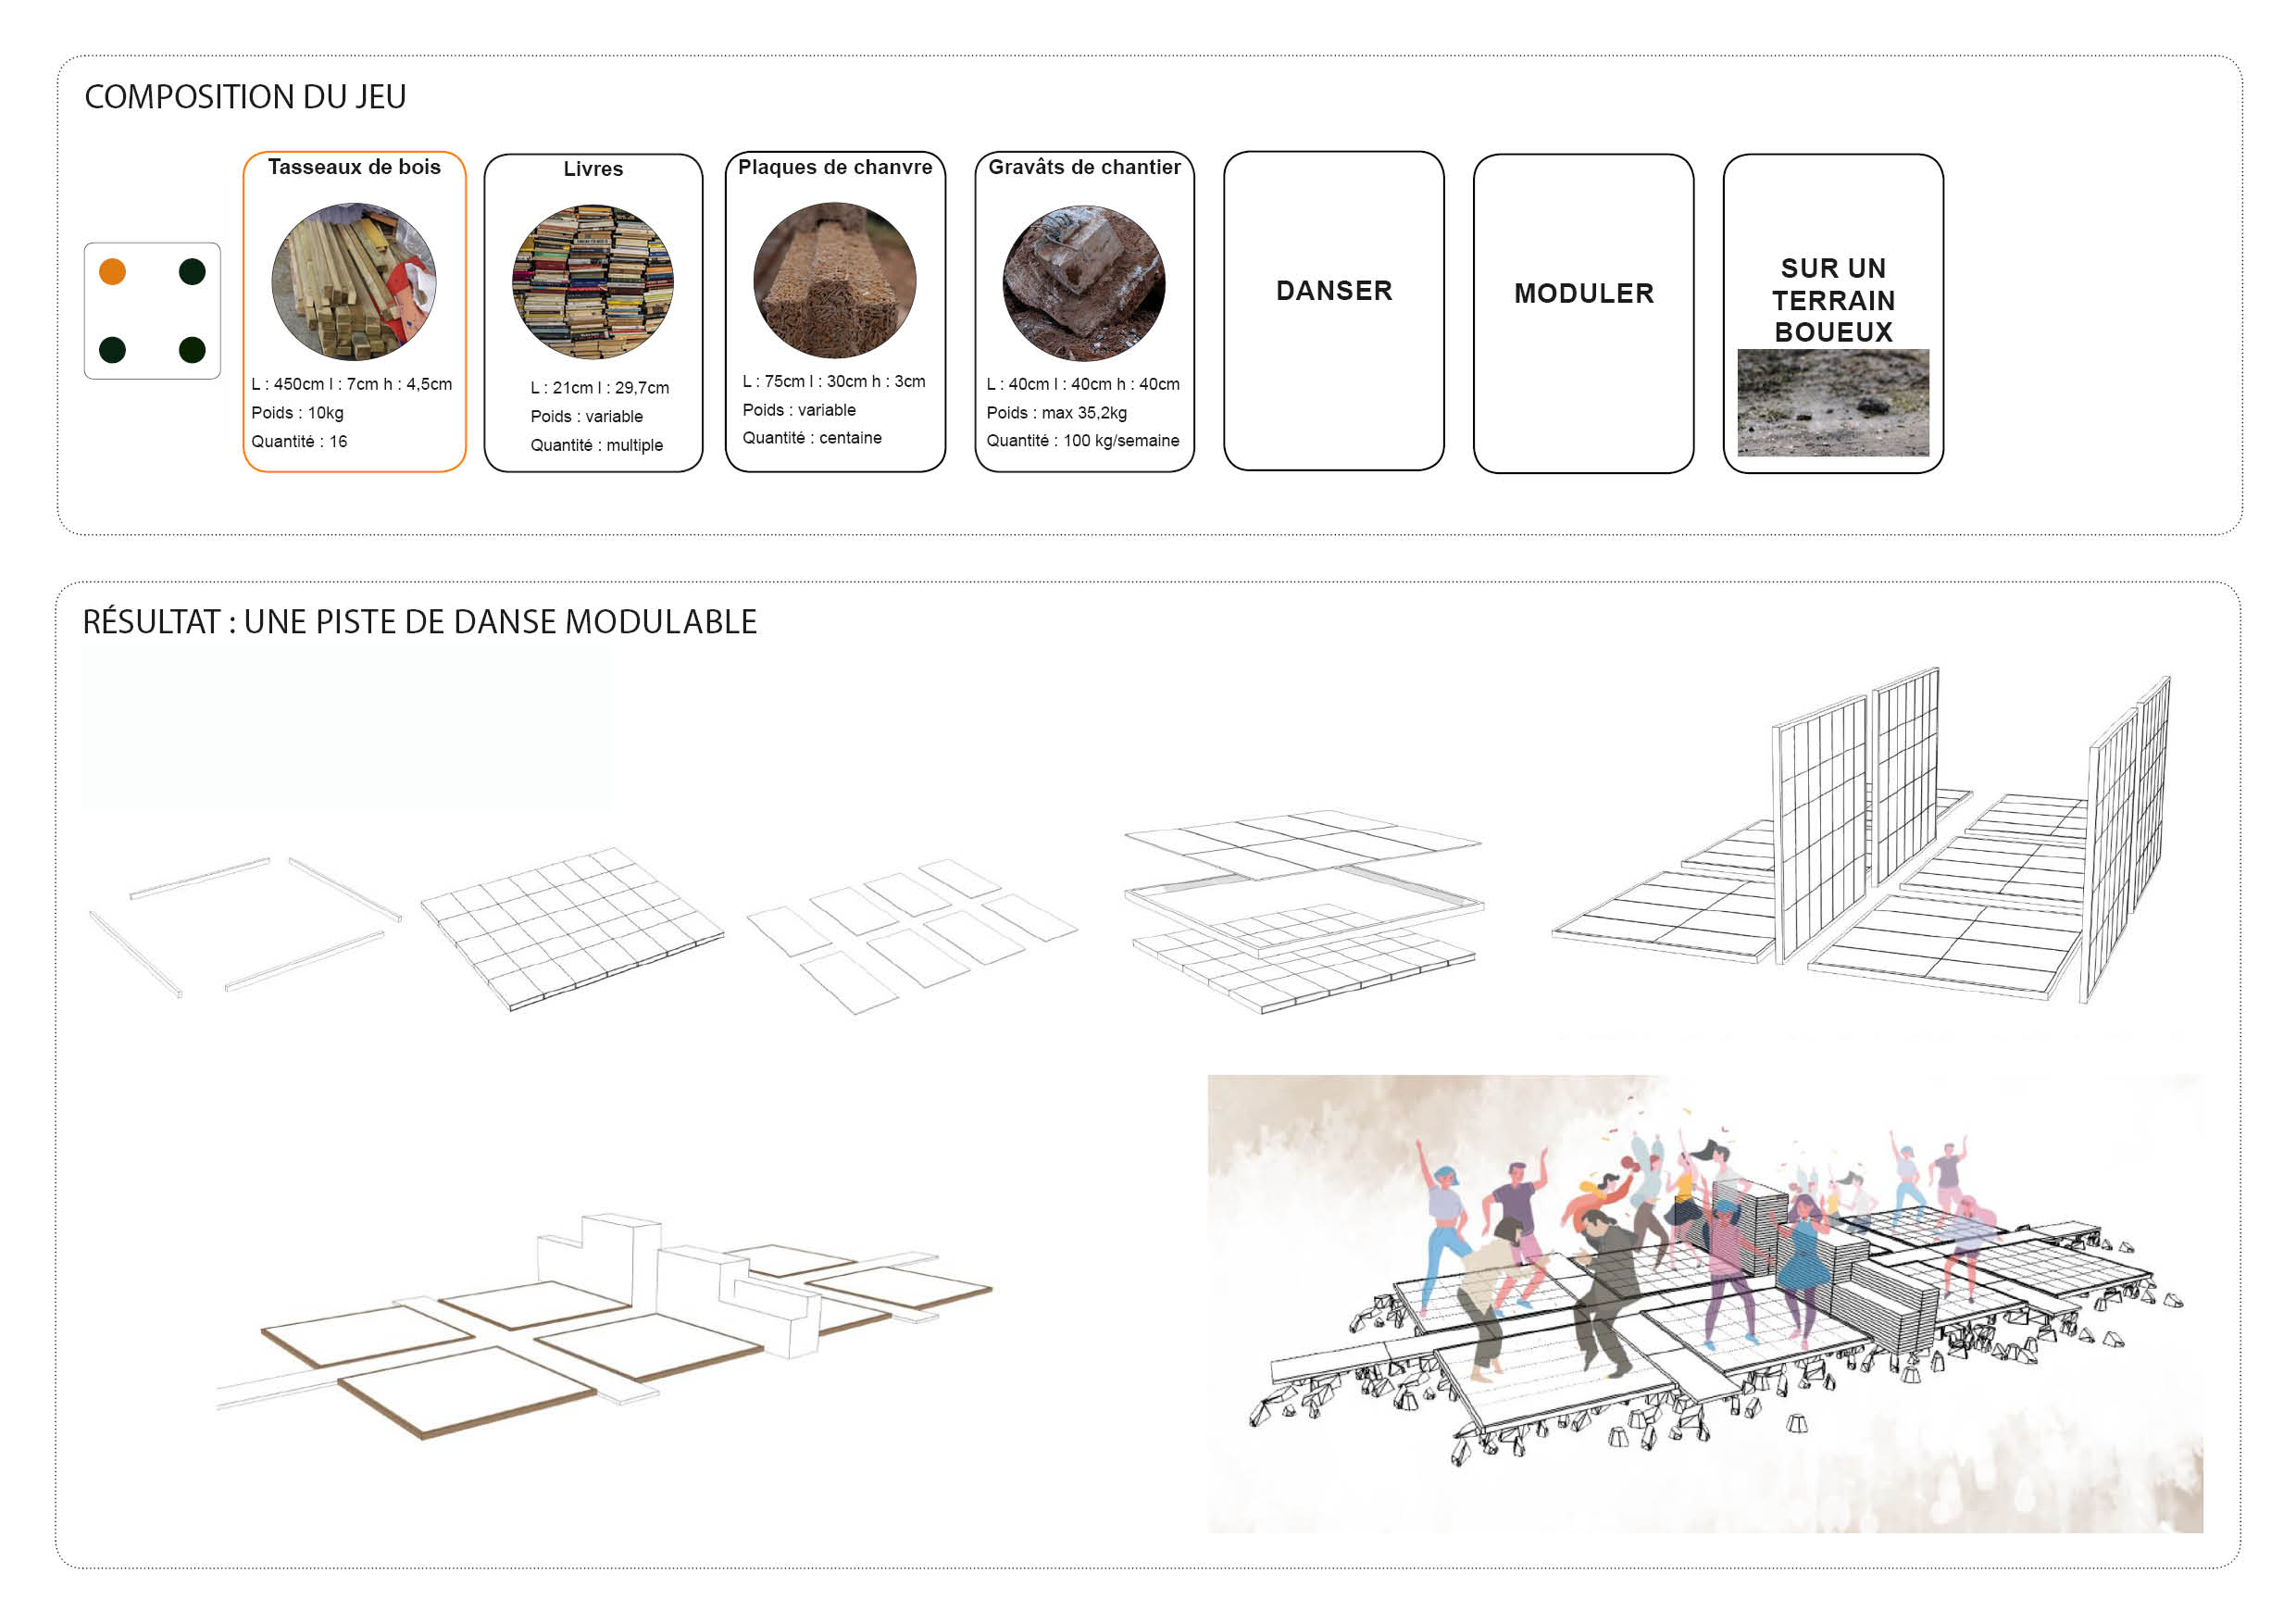 COMPOSITION DU JEU
Tasseaux de bois
L : 450cm l : 7cm h : 4,5cm
Poids : 10kg
Quantité : 16
Livres
L : 21cm l : 29,7cm
Poids : variable
Quantité : multiple
Plaques de chanvre
L : 75cm l : 30cm h : 3cm
Poids : variable
Quantité : centaine
Gravâts de chantier
L : 40cm l : 40cm h : 40cm
Poids : max 35,2kg
Quantité : 100 kg/semaine
DANSER
MODULER
SUR UN
TERRAIN
BOUEUX
RÉSULTAT : UNE PISTE DE DANSE MODULABLE